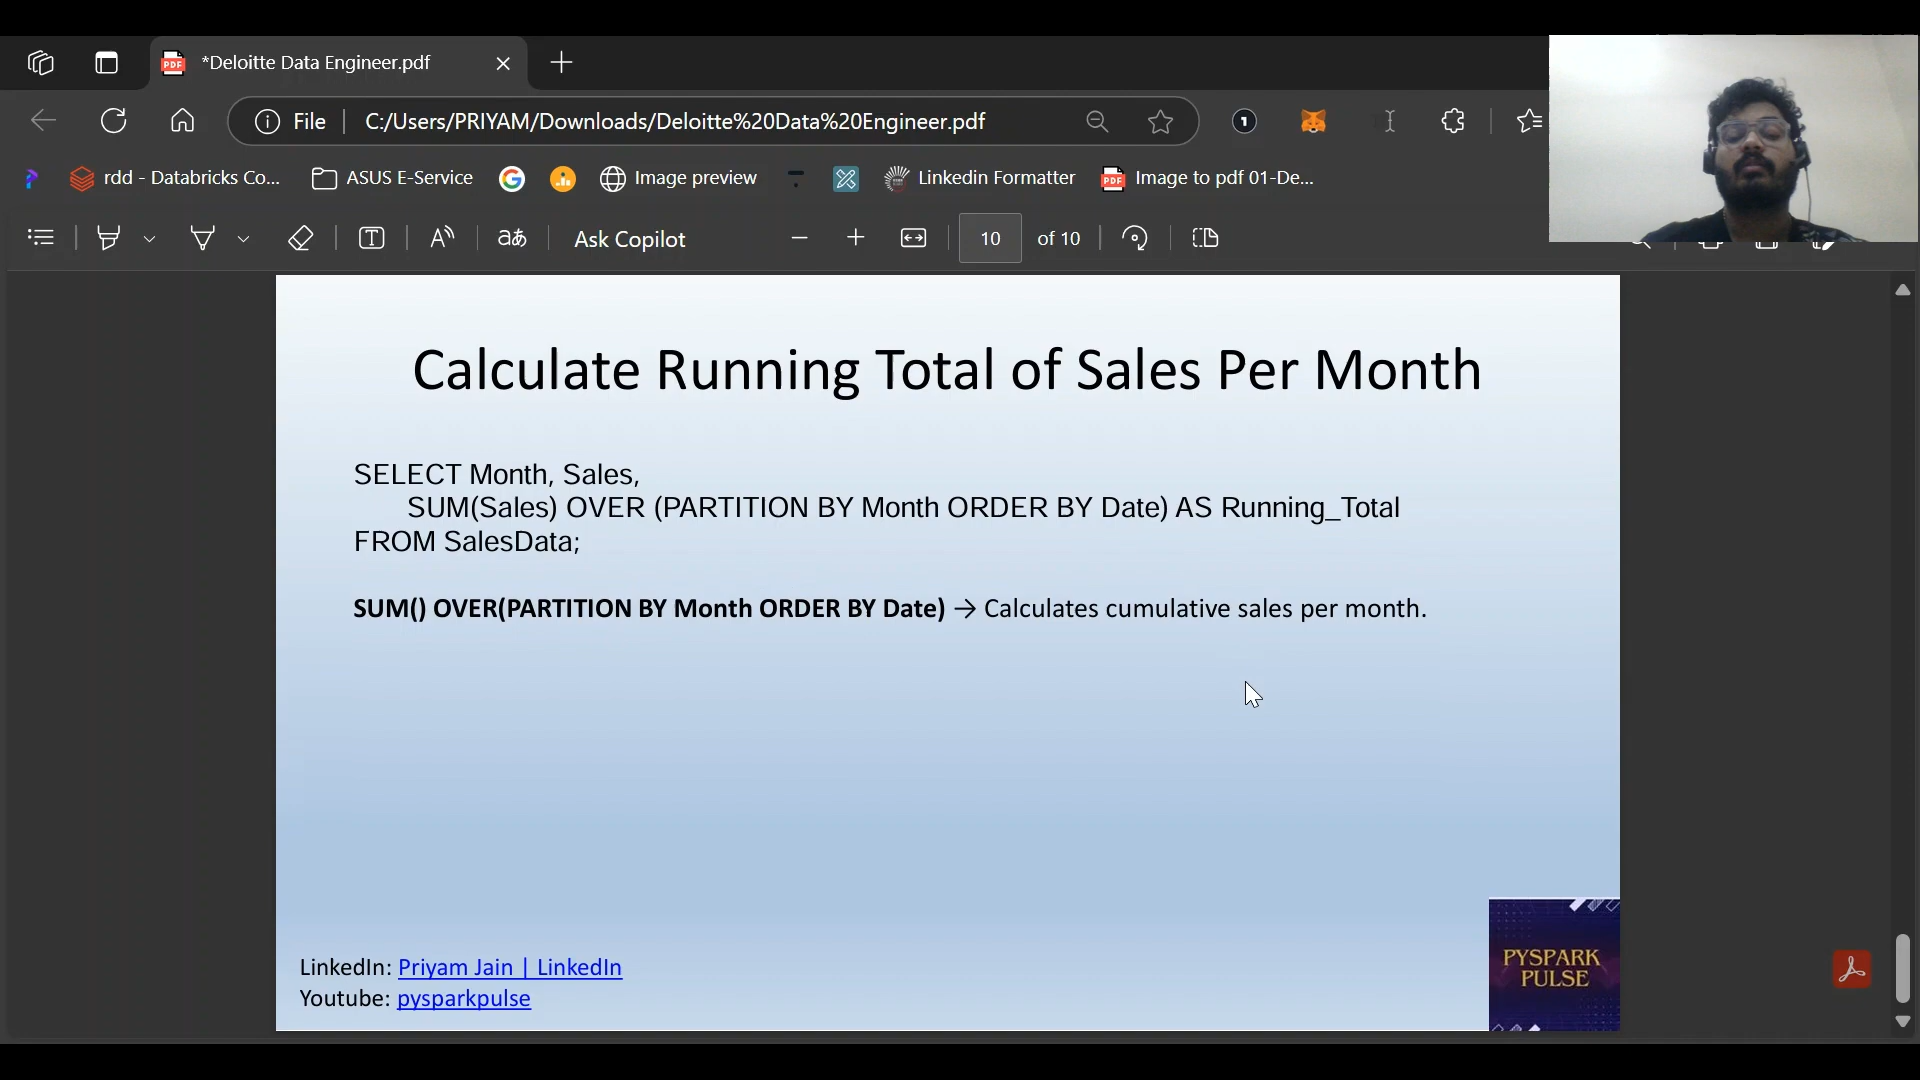 *Deloitte Data Engineer.pdf
File
C:/Users/PRIYAM/Downloads/Deloitte%20Data%20Engineer.pdf
rdd - Databricks Co...
ASUS E-Service
Image preview
Linkedin Formatter
Image to pdf 01-De...
Ask Copilot
10 of 10
Calculate Running Total of Sales Per Month
SELECT Month, Sales,
SUM(Sales) OVER (PARTITION BY Month ORDER BY Date) AS Running_Total
FROM SalesData;
SUM() OVER(PARTITION BY Month ORDER BY Date) → Calculates cumulative sales per month.
LinkedIn: Priyam Jain | LinkedIn
Youtube: pysparkpulse
PYSPARK
PULSE